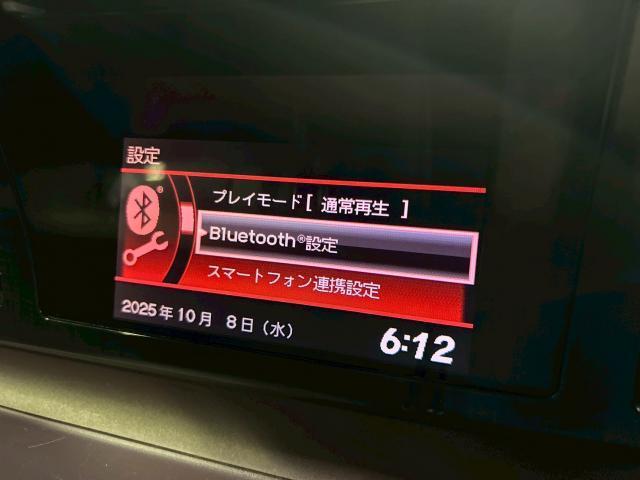 設定
プレイモード[ 通常再生 ]
Bluetooth®設定
スマートフォン連携設定
2025年10月 8日(水)
6:12